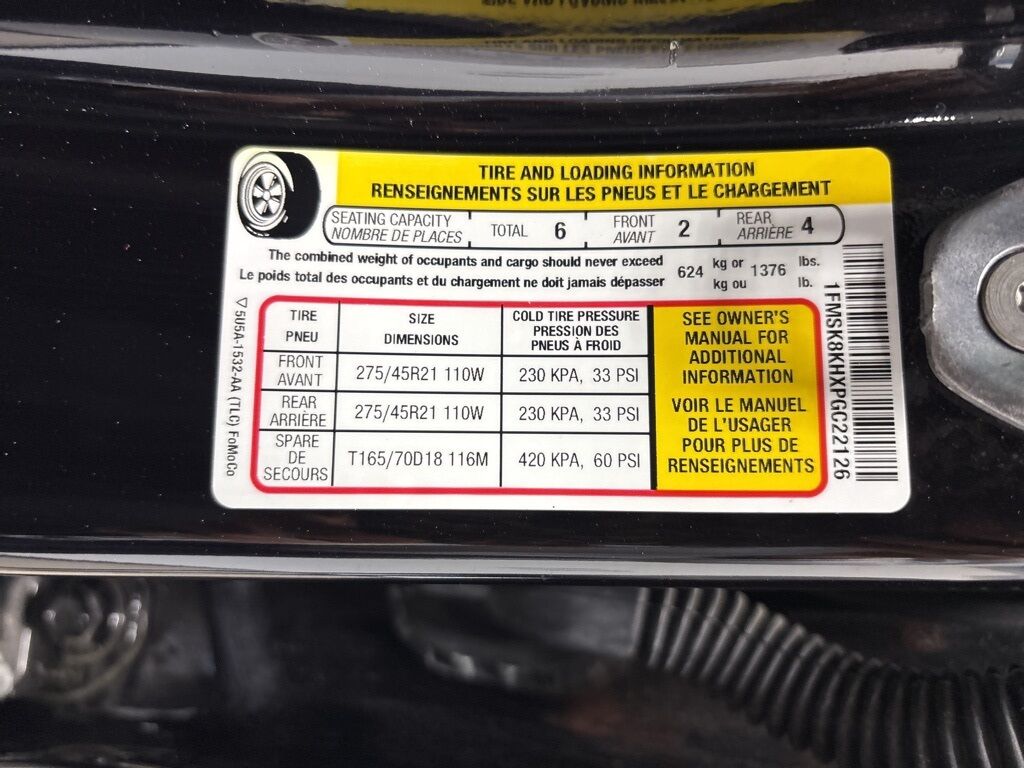 TIRE AND LOADING INFORMATION
RENSEIGNEMENTS SUR LES PNEUS ET LE CHARGEMENT
SEATING CAPACITY
NOMBRE DE PLACES
TOTAL 6
FRONT
AVANT 2
REAR
ARRIÈRE 4
The combined weight of occupants and cargo should never exceed
Le poids total des occupants et du chargement ne doit jamais dépasser
624 kg or kg ou 1376 lbs. lb.
TIRE
PNEU
SIZE
DIMENSIONS
COLD TIRE PRESSURE
PRESSION DES
PNEUS À FROID
FRONT
AVANT
275/45R21 110W
230 KPA, 33 PSI
REAR
ARRIÈRE
275/45R21 110W
230 KPA, 33 PSI
SPARE
DE
SECOURS
T165/70D18 116M
420 KPA, 60 PSI
SEE OWNER'S
MANUAL FOR
ADDITIONAL
INFORMATION
VOIR LE MANUEL
DE L'USAGER
POUR PLUS DE
RENSEIGNEMENTS
1FMSK8KHXPGC22126
5U5A-1532-AA (TLC) FoMoCo